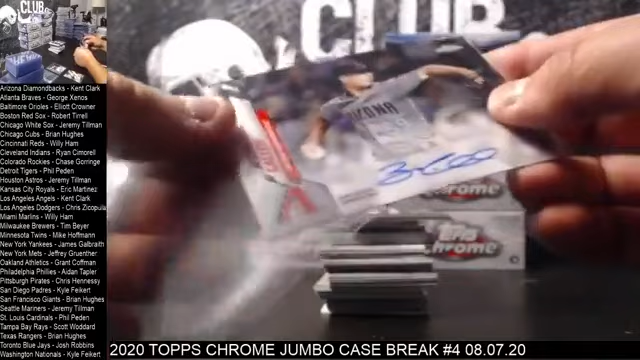 CLUB
CLUB.
Arizona Diamondbacks - Kent Clark
Atlanta Braves - George Xenos
Baltimore Orioles - Elliott Crowner
Boston Red Sox - Robert Tirrell
Chicago White Sox - Jeremy Tillman
Chicago Cubs - Brian Hughes
Cincinnati Reds - Willy Ham
Cleveland Indians - Ryan Cimorell
Colorado Rockies - Chase Gorringe
Detroit Tigers - Phil Peden
Houston Astros - Jeremy Tillman
Kansas City Royals - Eric Martinez
Los Angeles Angels - Kent Clark
Los Angeles Dodgers - Chris Zicopula
Miami Marlins - Willy Ham
Milwaukee Brewers - Tim Beyer
Minnesota Twins - Mike Hoffmann
New York Yankees - James Galbraith
New York Mets - Jeffrey Gruenther
Oakland Athletics - Grant Coffman
Philadelphia Phillies - Aidan Tapler
Pittsburgh Pirates - Chris Hennessy
San Diego Padres - Kyle Feikert
San Francisco Giants - Brian Hughes
Seattle Mariners - Jeremy Tillman
St. Louis Cardinals - Phil Peden
Tampa Bay Rays - Scott Woddard
Texas Rangers - Brian Hughes
Toronto Blue Jays - Josh Robbins
Washington Nationals - Kyle Feikert
chrome
Topps chrome
2020 TOPPS CHROME JUMBO CASE BREAK #4 08.07.20